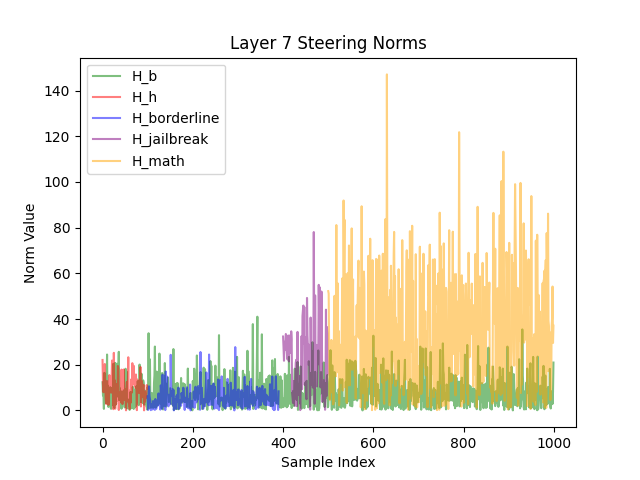 Layer 7 Steering Norms
H_b
H_h
H_borderline
H_jailbreak
H_math
Norm Value
140
120
100
80
60
40
20
0
0 200 400 600 800 1000
Sample Index